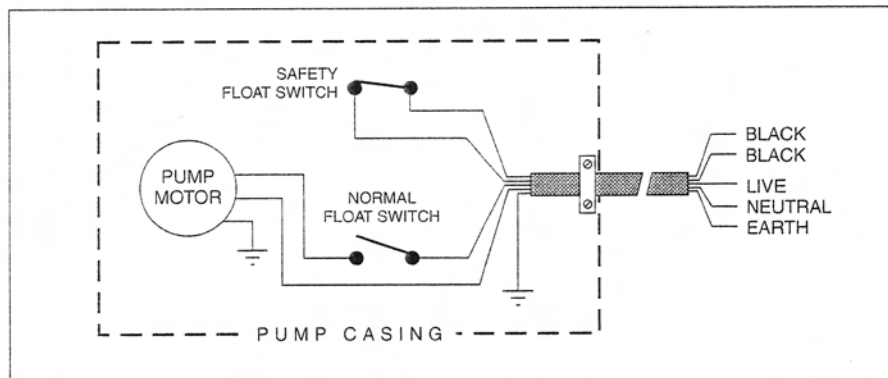 SAFETY
FLOAT SWITCH
PUMP
MOTOR
NORMAL
FLOAT SWITCH
BLACK
BLACK
LIVE
NEUTRAL
EARTH
PUMP CASING